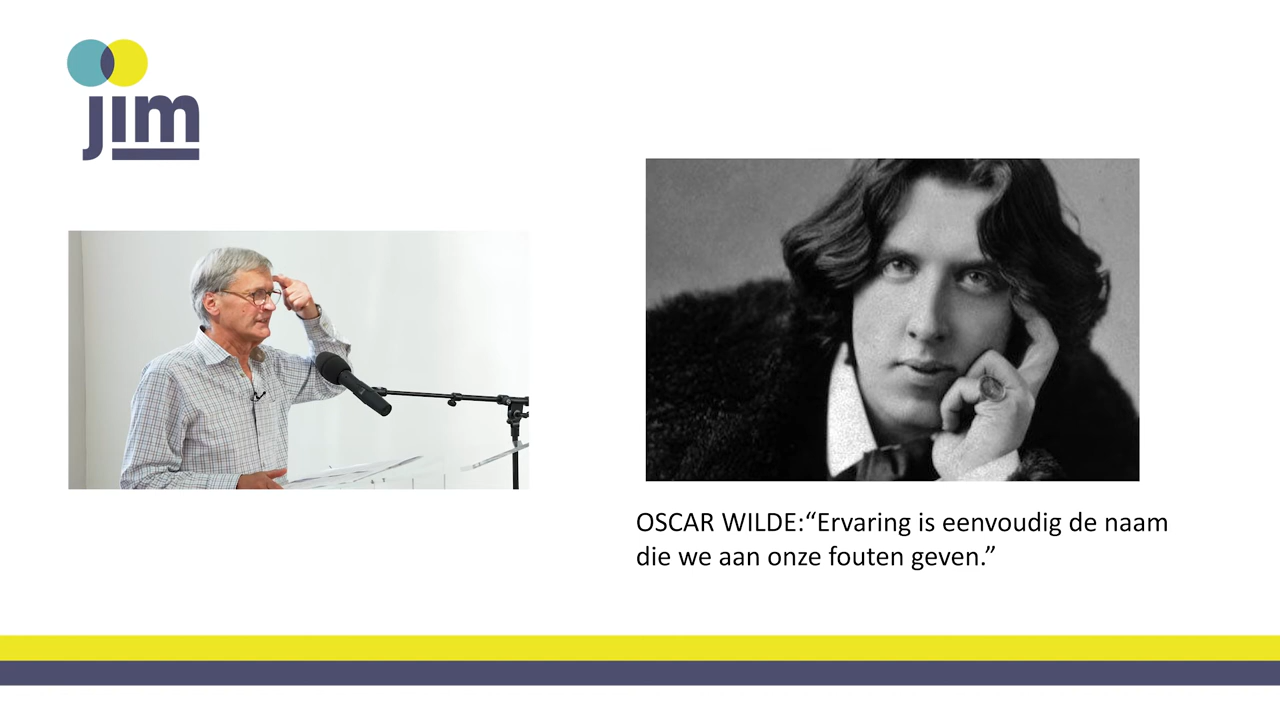 jim
OSCAR WILDE:“Ervaring is eenvoudig de naam
die we aan onze fouten geven.”